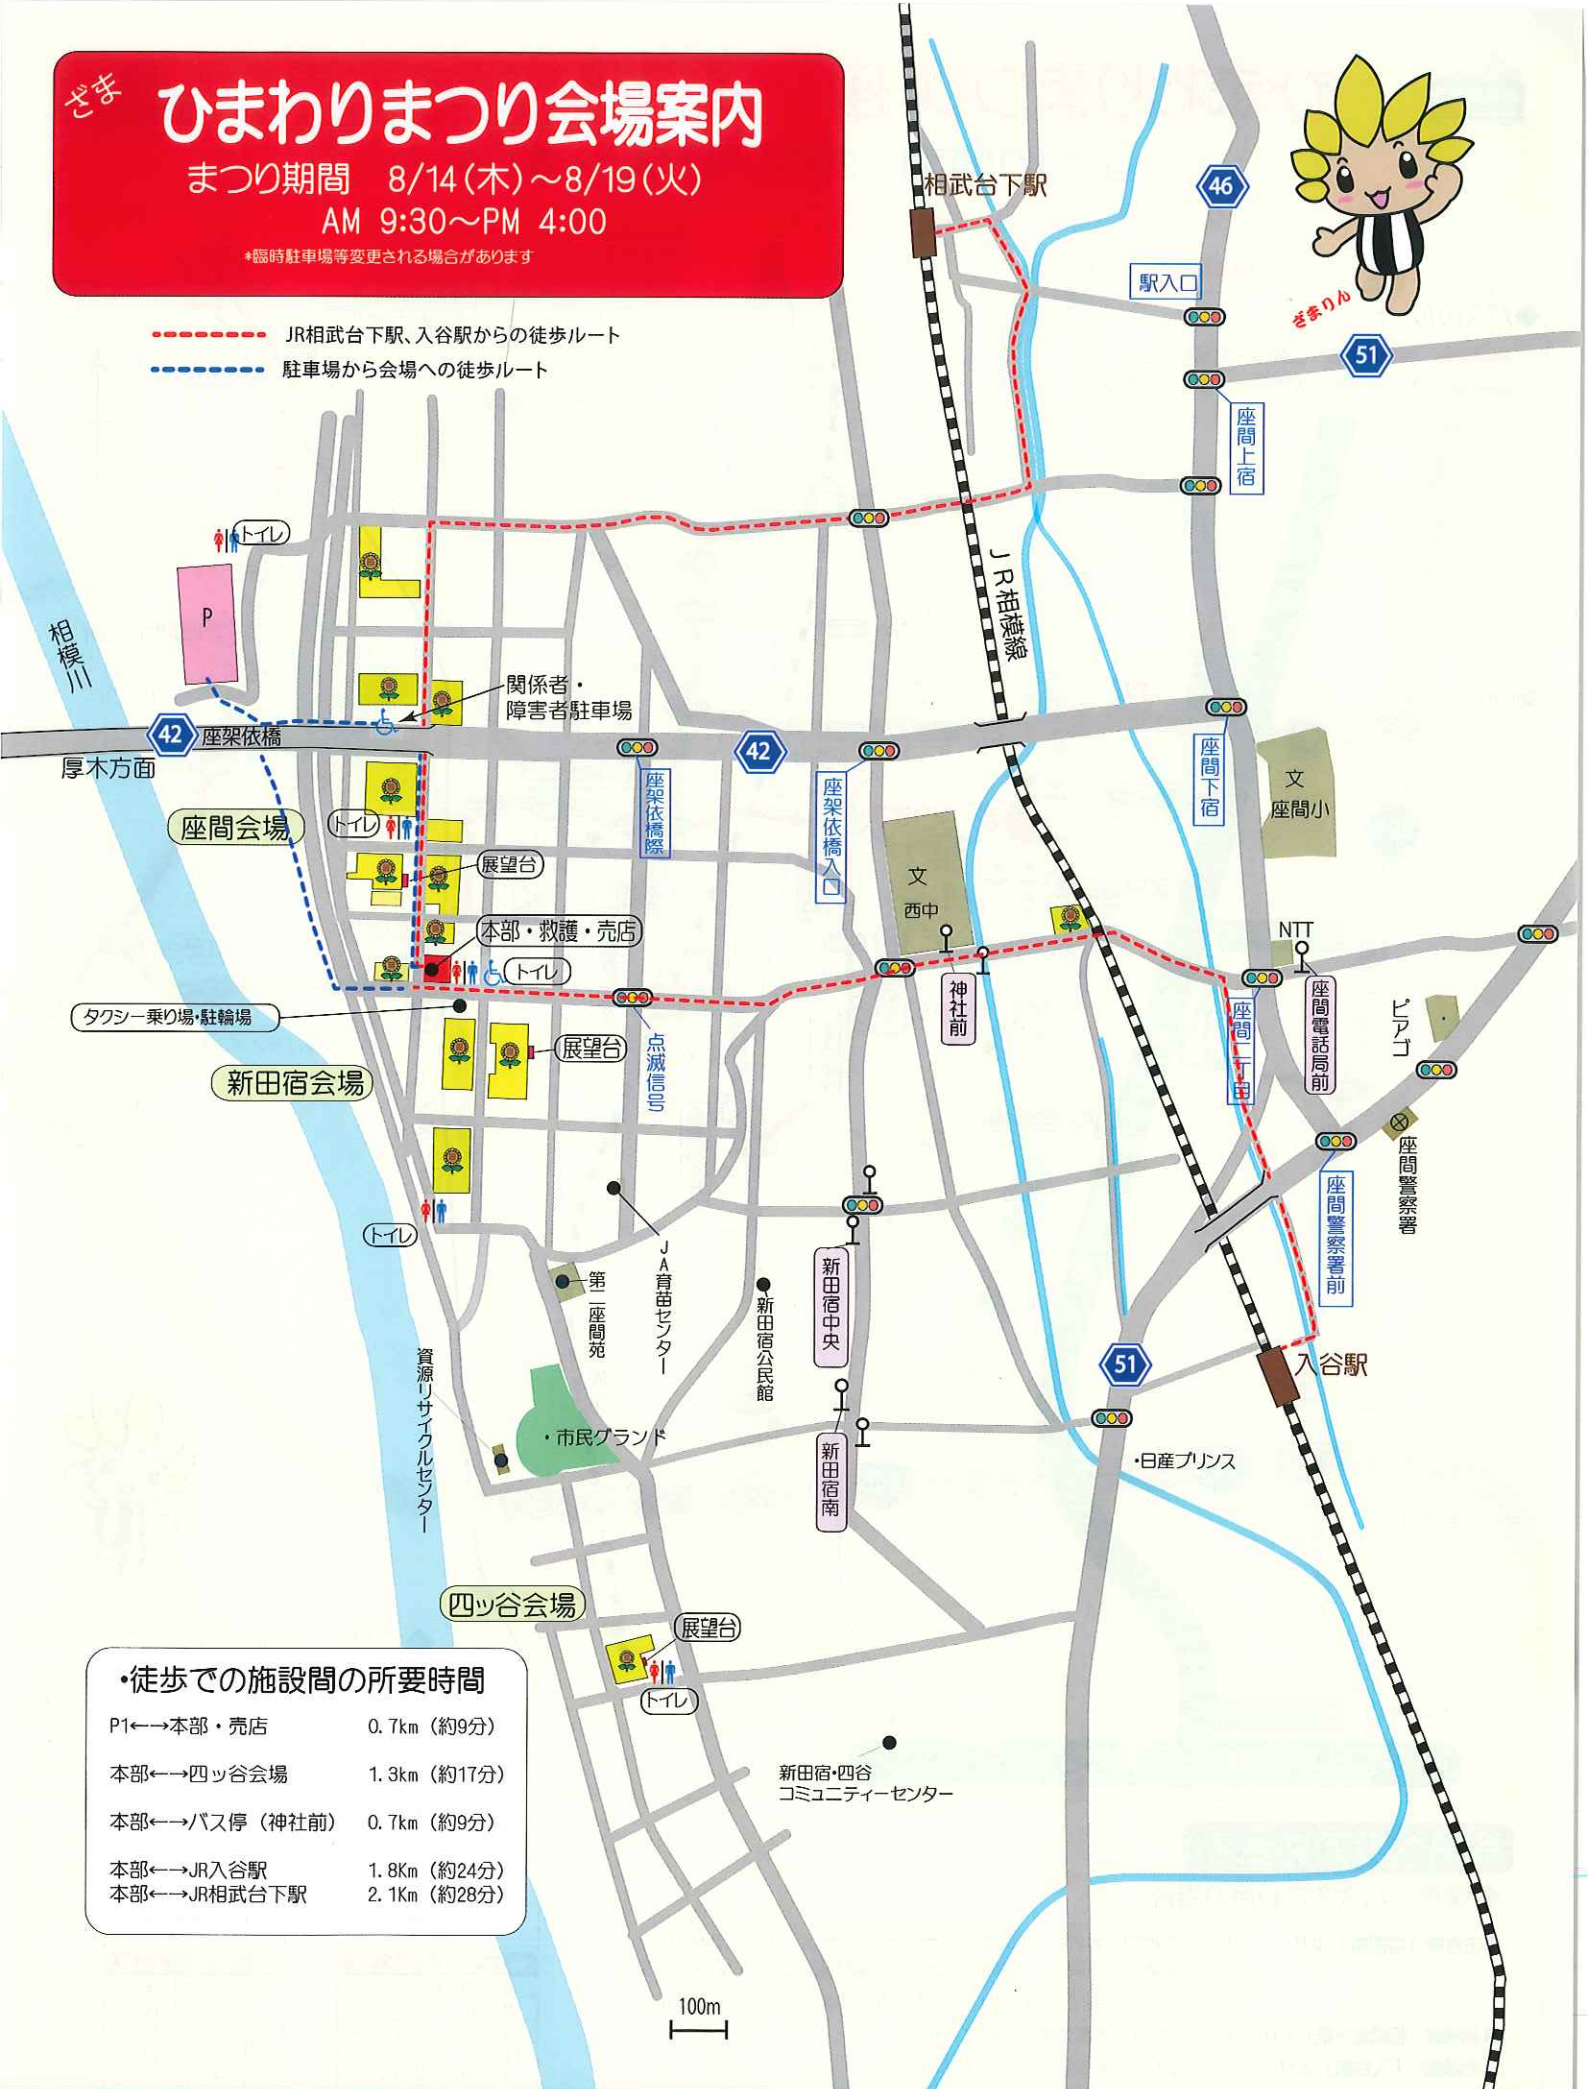 ざま
ひまわりまつり会場案内
まつり期間 8/14(木)～8/19(火)
AM 9:30～PM 4:00
*臨時駐車場等変更される場合があります
JR相武台下駅、入谷駅からの徒歩ルート
駐車場から会場への徒歩ルート
相武台下駅
46
ざまりん
駅入口
51
座間上宿
トイレ
P
相模川
JR相模線
関係者・
障害者駐車場
42
座架依橋
42
厚木方面
座架依橋際
座架依橋入口
座間下宿
文
座間小
座間会場
トイレ
展望台
文
西中
本部・救護・売店
トイレ
NTT
神社前
座間電話局前
タクシー乗り場・駐輪場
座間一丁目
ピアゴ
展望台
点滅信号
新田宿会場
座間警察署
座間警察署前
トイレ
JA育苗センター
第二座間苑
新田宿公民館
新田宿中央
資源リサイクルセンター
51
入谷駅
・市民グランド
新田宿南
・日産プリンス
四ッ谷会場
展望台
トイレ
新田宿・四谷
コミュニティーセンター
・徒歩での施設間の所要時間
P1←→本部・売店 0.7km (約9分)
本部←→四ッ谷会場 1.3km (約17分)
本部←→バス停（神社前） 0.7km (約9分)
本部←→JR入谷駅 1.8Km (約24分)
本部←→JR相武台下駅 2.1Km (約28分)
100m